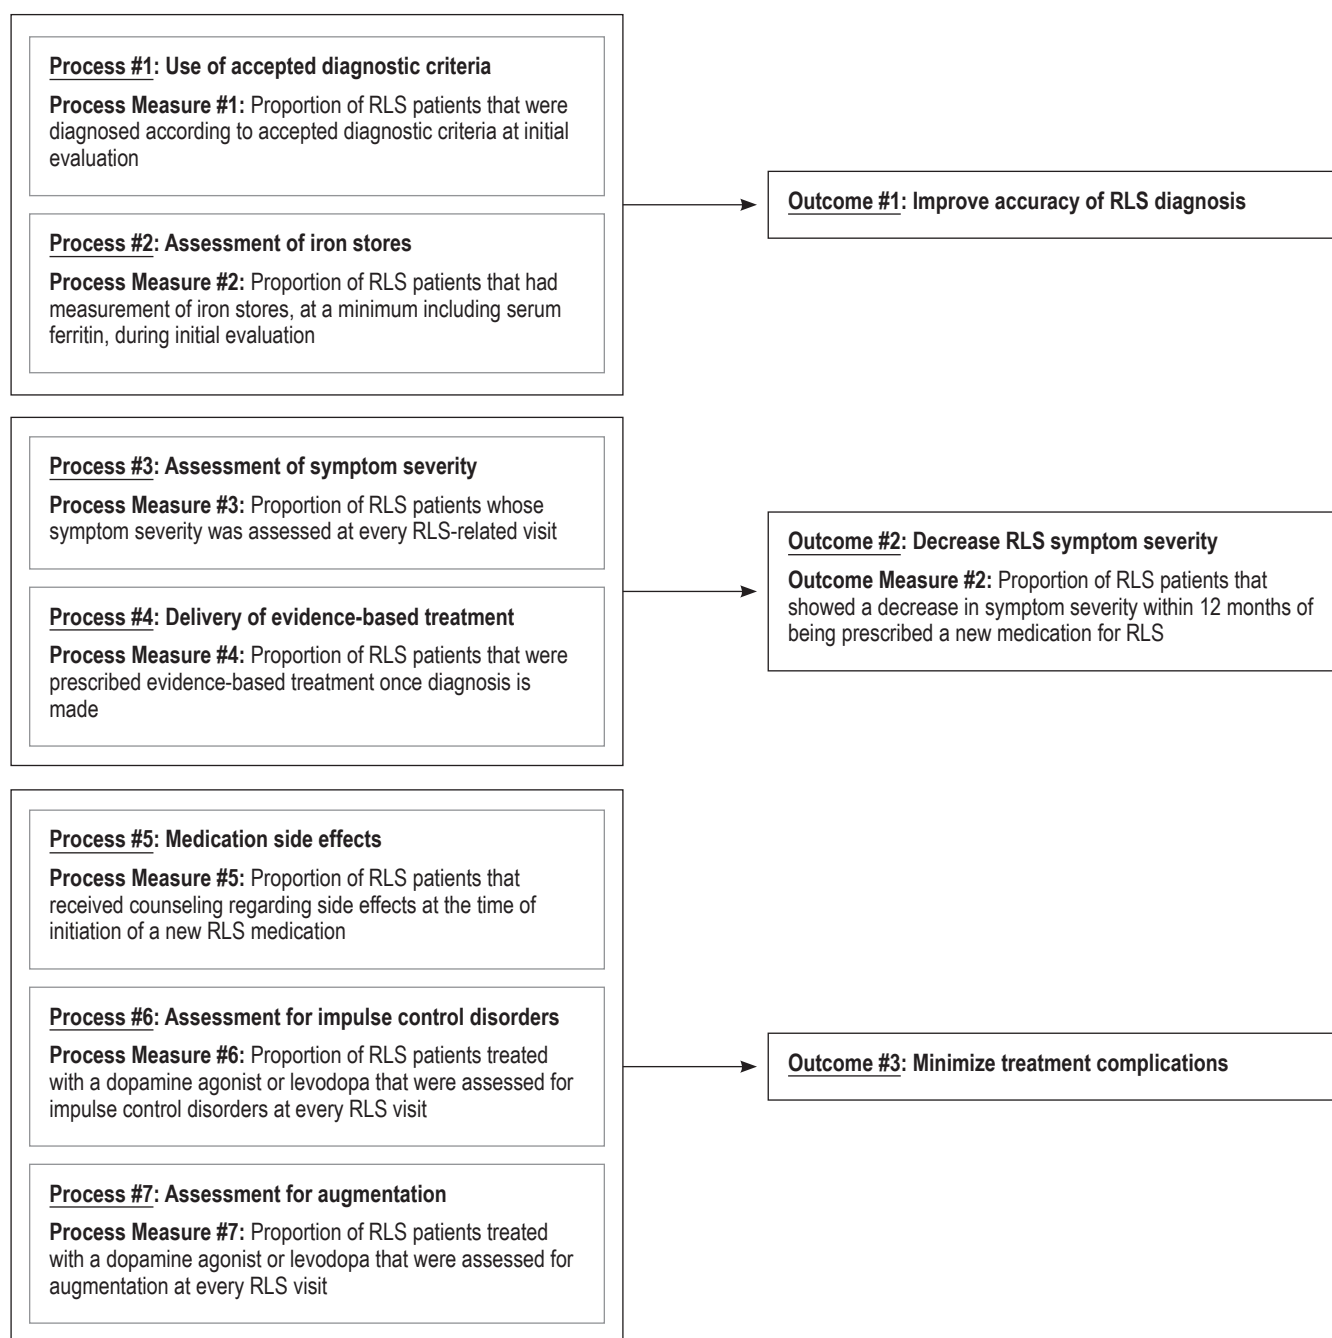 Process #1: Use of accepted diagnostic criteria
Process Measure #1: Proportion of RLS patients that were
diagnosed according to accepted diagnostic criteria at initial
evaluation
Process #2: Assessment of iron stores
Process Measure #2: Proportion of RLS patients that had
measurement of iron stores, at a minimum including serum
ferritin, during initial evaluation
Outcome #1: Improve accuracy of RLS diagnosis
Process #3: Assessment of symptom severity
Process Measure #3: Proportion of RLS patients whose
symptom severity was assessed at every RLS-related visit
Process #4: Delivery of evidence-based treatment
Process Measure #4: Proportion of RLS patients that were
prescribed evidence-based treatment once diagnosis is
made
Outcome #2: Decrease RLS symptom severity
Outcome Measure #2: Proportion of RLS patients that
showed a decrease in symptom severity within 12 months of
being prescribed a new medication for RLS
Process #5: Medication side effects
Process Measure #5: Proportion of RLS patients that
received counseling regarding side effects at the time of
initiation of a new RLS medication
Process #6: Assessment for impulse control disorders
Process Measure #6: Proportion of RLS patients treated
with a dopamine agonist or levodopa that were assessed for
impulse control disorders at every RLS visit
Process #7: Assessment for augmentation
Process Measure #7: Proportion of RLS patients treated
with a dopamine agonist or levodopa that were assessed for
augmentation at every RLS visit
Outcome #3: Minimize treatment complications